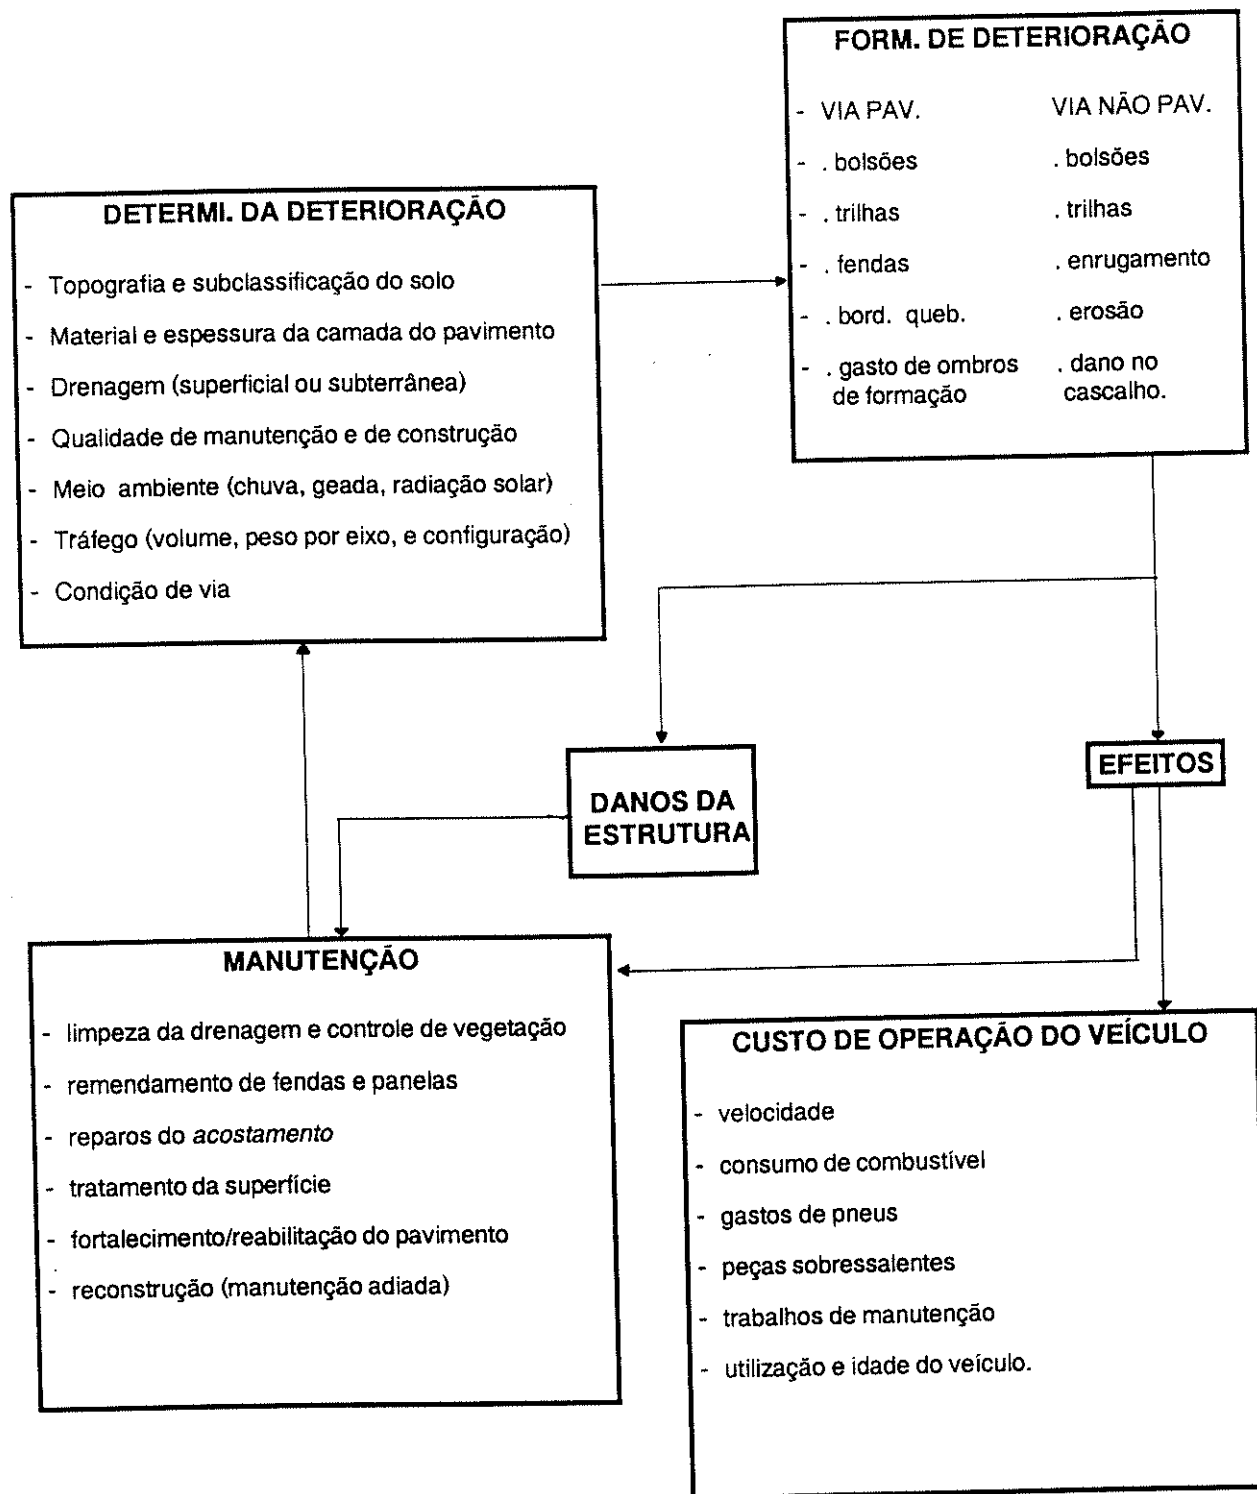 FORM. DE DETERIORAÇÃO
- VIA PAV. VIA NÃO PAV.
- . bolsões . bolsões
- . trilhas . trilhas
- . fendas . enrugamento
- . bord. queb. . erosão
- . gasto de ombros . dano no
de formação cascalho.
DETERMI. DA DETERIORAÇÃO
- Topografia e subclassificação do solo
- Material e espessura da camada do pavimento
- Drenagem (superficial ou subterrânea)
- Qualidade de manutenção e de construção
- Meio ambiente (chuva, geada, radiação solar)
- Tráfego (volume, peso por eixo, e configuração)
- Condição de via
DANOS DA
ESTRUTURA
EFEITOS
MANUTENÇÃO
- limpeza da drenagem e controle de vegetação
- remendamento de fendas e panelas
- reparos do acostamento
- tratamento da superfície
- fortalecimento/reabilitação do pavimento
- reconstrução (manutenção adiada)
CUSTO DE OPERAÇÃO DO VEÍCULO
- velocidade
- consumo de combustível
- gastos de pneus
- peças sobressalentes
- trabalhos de manutenção
- utilização e idade do veículo.